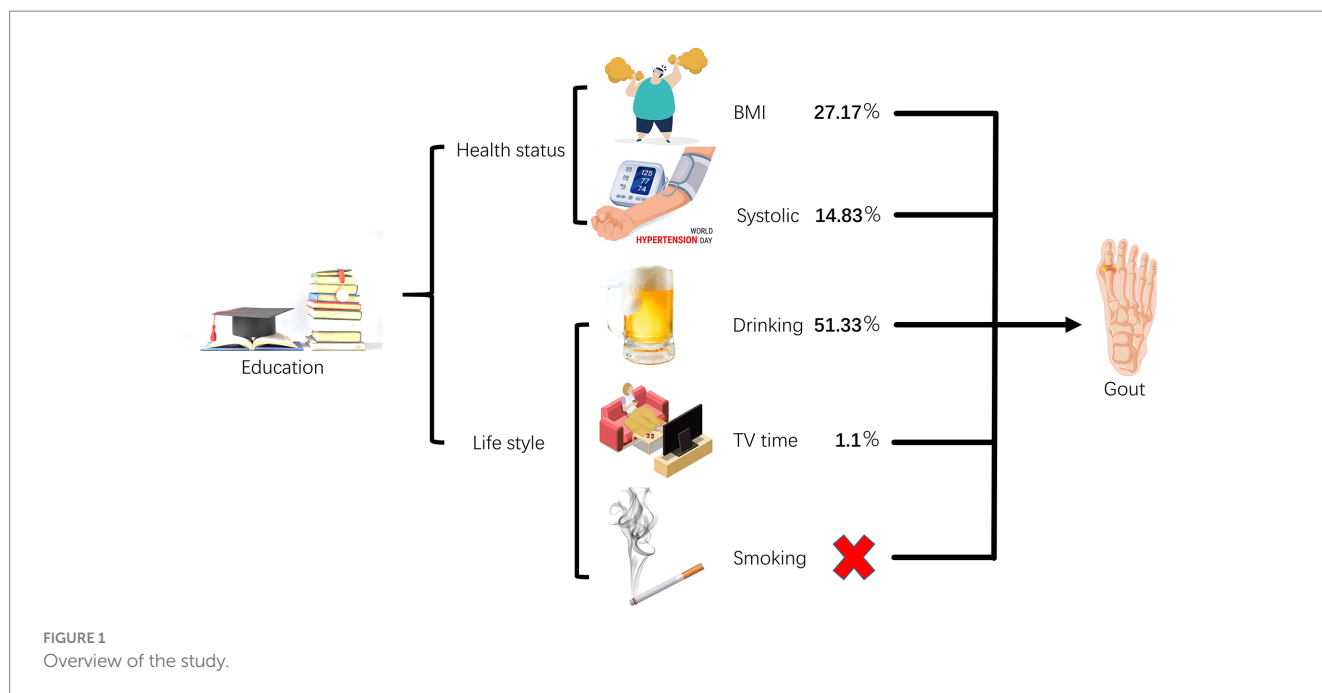 BMI 27.17%
Health status
125
77
74
Systolic 14.83%
WORLD
HYPERTENSION DAY
Drinking 51.33%
Education
Gout
Life style
TV time 1.1%
Smoking
FIGURE 1
Overview of the study.